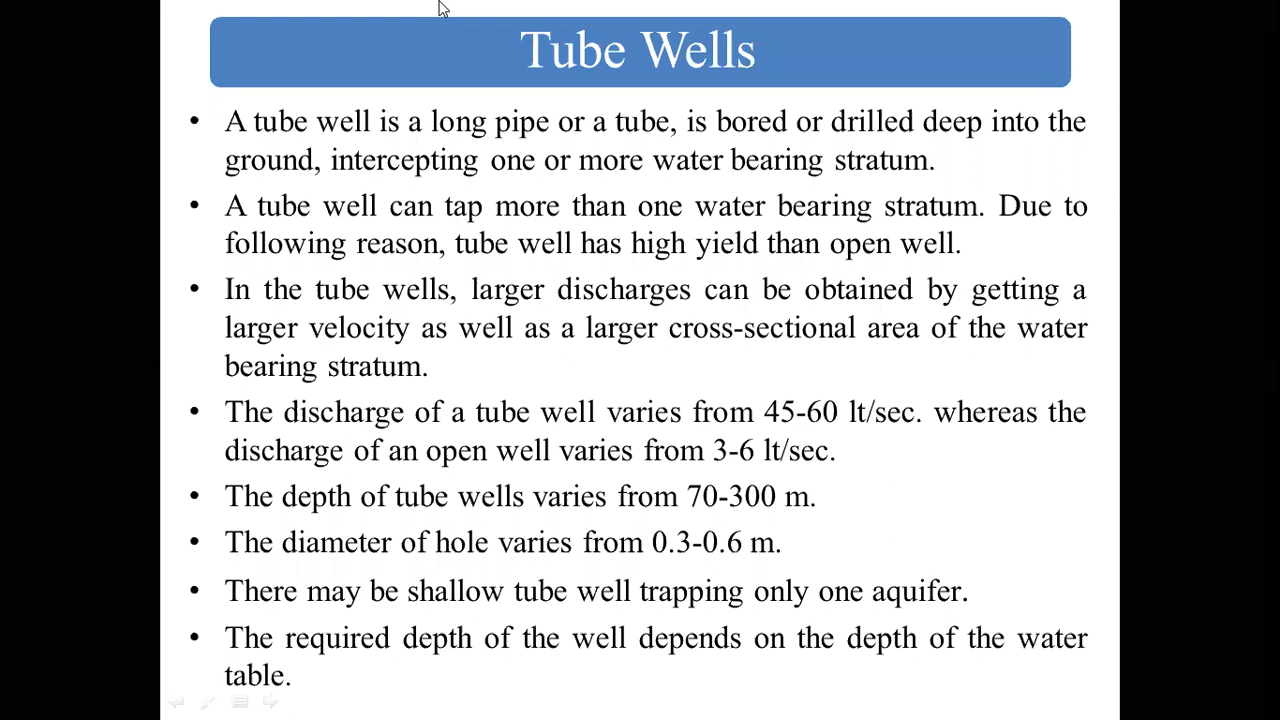 Tube Wells
• A tube well is a long pipe or a tube, is bored or drilled deep into the
ground, intercepting one or more water bearing stratum.
• A tube well can tap more than one water bearing stratum. Due to
following reason, tube well has high yield than open well.
• In the tube wells, larger discharges can be obtained by getting a
larger velocity as well as a larger cross-sectional area of the water
bearing stratum.
• The discharge of a tube well varies from 45-60 lt/sec. whereas the
discharge of an open well varies from 3-6 lt/sec.
• The depth of tube wells varies from 70-300 m.
• The diameter of hole varies from 0.3-0.6 m.
• There may be shallow tube well trapping only one aquifer.
• The required depth of the well depends on the depth of the water
table.